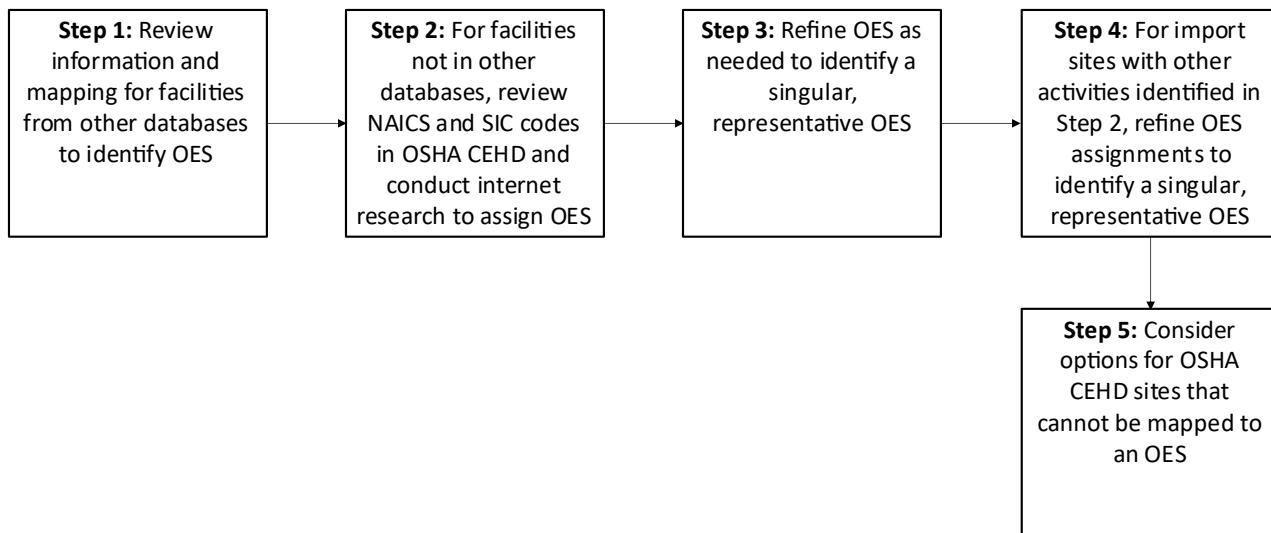 Step 1: Review
information and
mapping for facilities
from other databases
to identify OES
Step 2: For facilities
not in other
databases, review
NAICS and SIC codes
in OSHA CEHD and
conduct internet
research to assign OES
Step 3: Refine OES as
needed to identify a
singular,
representative OES
Step 4: For import
sites with other
activities identified in
Step 2, refine OES
assignments to
identify a singular,
representative OES
Step 5: Consider
options for OSHA
CEHD sites that
cannot be mapped to
an OES